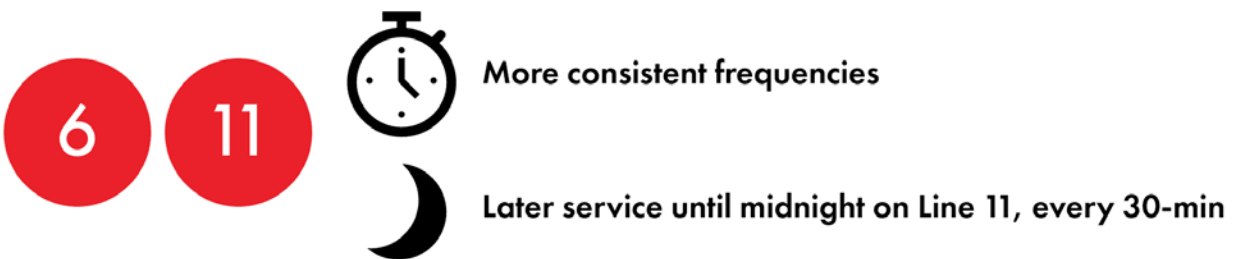 6 11
More consistent frequencies
Later service until midnight on Line 11, every 30-min